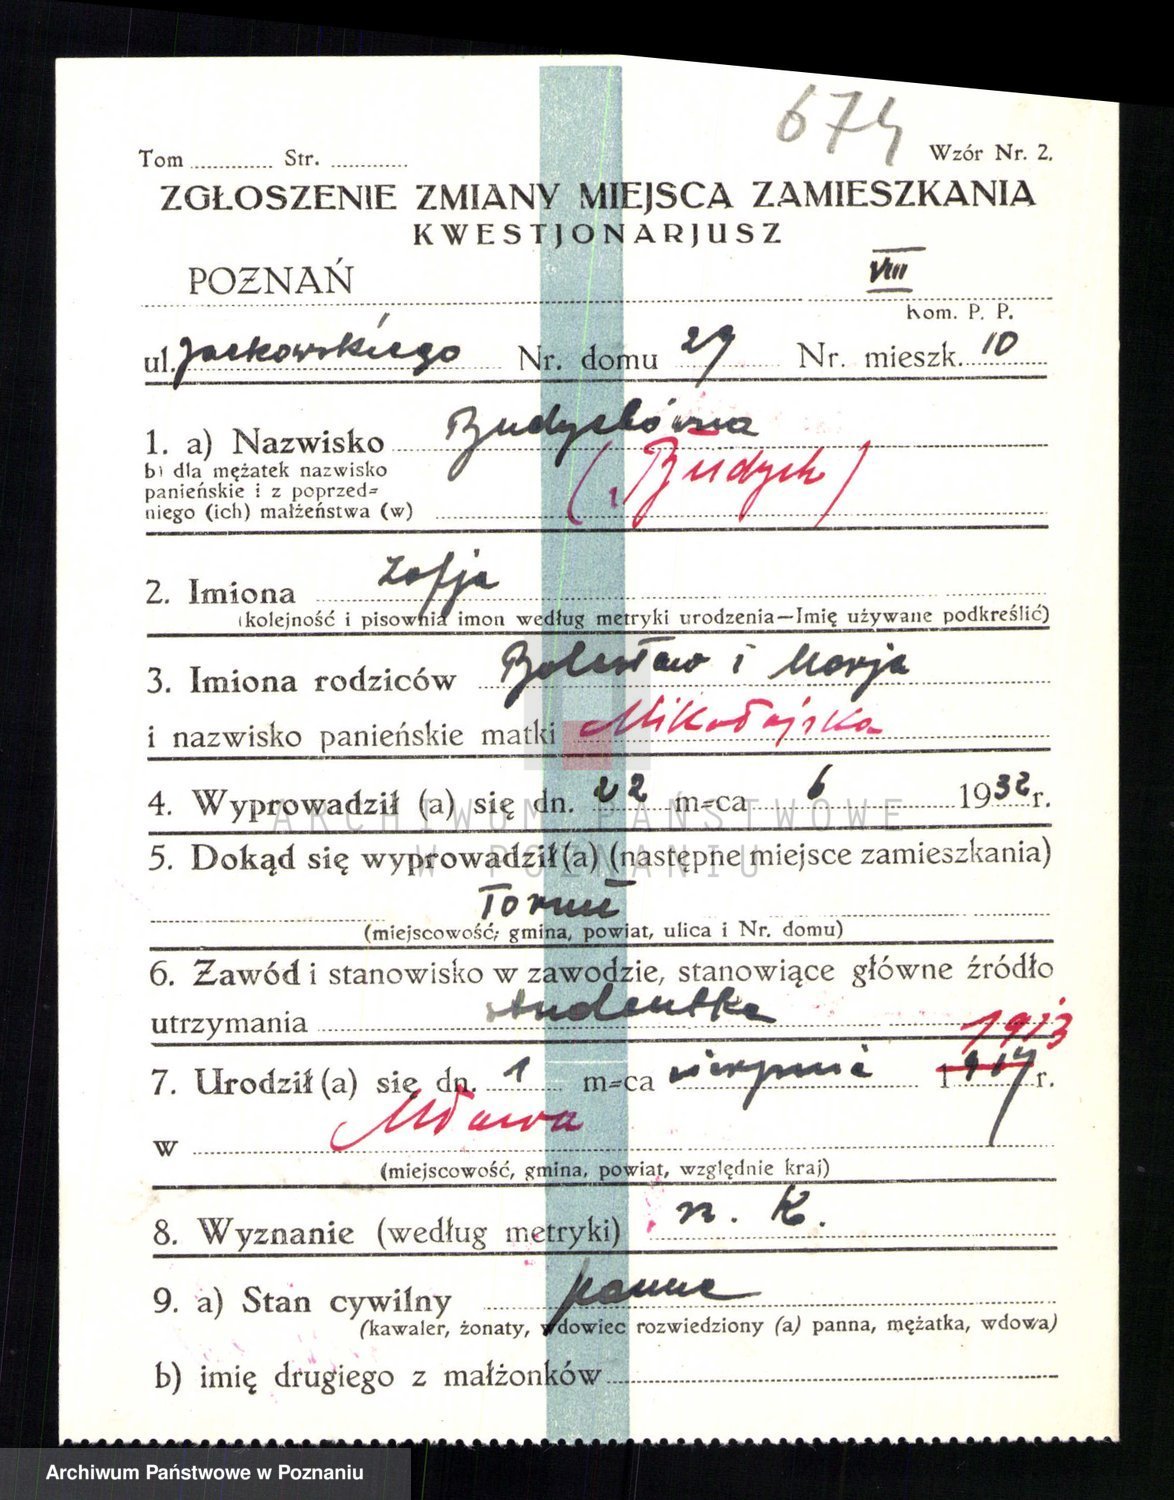 674
Tom ............ Str. ............ Wzór Nr. 2.
ZGŁOSZENIE ZMIANY MIEJSCA ZAMIESZKANIA
KWESTJONARJUSZ
POZNAŃ VIII
Kom. P. P.
ul. Jackowskiego Nr. domu 29 Nr. mieszk. 10
1. a) Nazwisko Budychówna
b) dla mężatek nazwisko
panieńskie i z poprzed=
niego (ich) małżeństwa (w) (Budych)
2. Imiona Zofja
(kolejność i pisownia imon według metryki urodzenia—Imię używane podkreślić)
3. Imiona rodziców Bolesław i Marja
i nazwisko panieńskie matki Mikołajska
4. Wyprowadził (a) się dn. 22 m=ca 6 1932 r.
ARCHIWUM PAŃSTWOWE
W POZNANIU
5. Dokąd się wyprowadził (a) (następne miejsce zamieszkania)
Toruń
(miejscowość, gmina, powiat, ulica i Nr. domu)
6. Zawód i stanowisko w zawodzie, stanowiące główne źródło
utrzymania studentka
1913
7. Urodził (a) się dn. 1 m=ca sierpnia 1914 r.
w Mława
(miejscowość, gmina, powiat, względnie kraj)
8. Wyznanie (według metryki) rz. K.
9. a) Stan cywilny panna
(kawaler, żonaty, wdowiec rozwiedziony (a) panna, mężatka, wdowa)
b) imię drugiego z małżonków
Archiwum Państwowe w Poznaniu